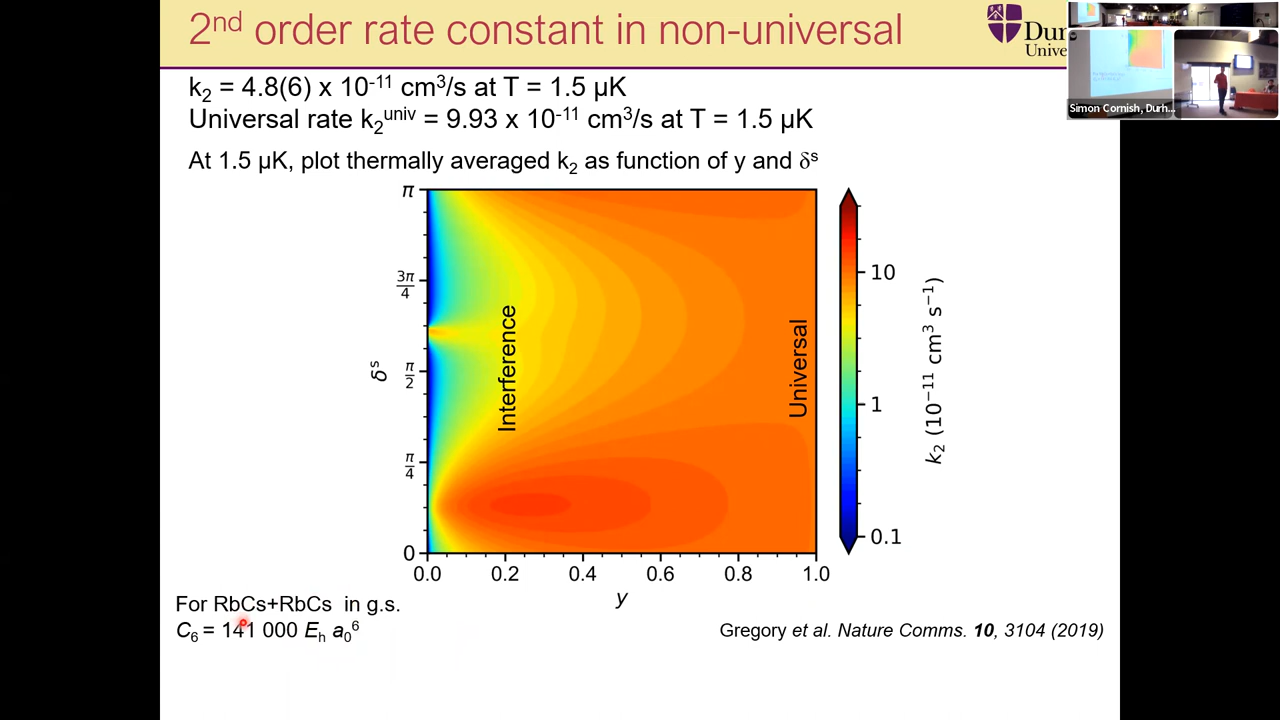 2nd order rate constant in non-universal
Dur
Unive
Simon Cornish, Durh...
k₂ = 4.8(6) x 10⁻¹¹ cm³/s at T = 1.5 µK
Universal rate k₂ᵘⁿⁱᵛ = 9.93 x 10⁻¹¹ cm³/s at T = 1.5 µK
At 1.5 µK, plot thermally averaged k₂ as function of y and δˢ
π
3π/4
π/2
π/4
0
δˢ
Interference
Universal
0.0 0.2 0.4 0.6 0.8 1.0
y
10
1
0.1
k₂ (10⁻¹¹ cm³ s⁻¹)
For RbCs+RbCs in g.s.
C₆ = 141 000 Eₕ a₀⁶
Gregory et al. Nature Comms. 10, 3104 (2019)